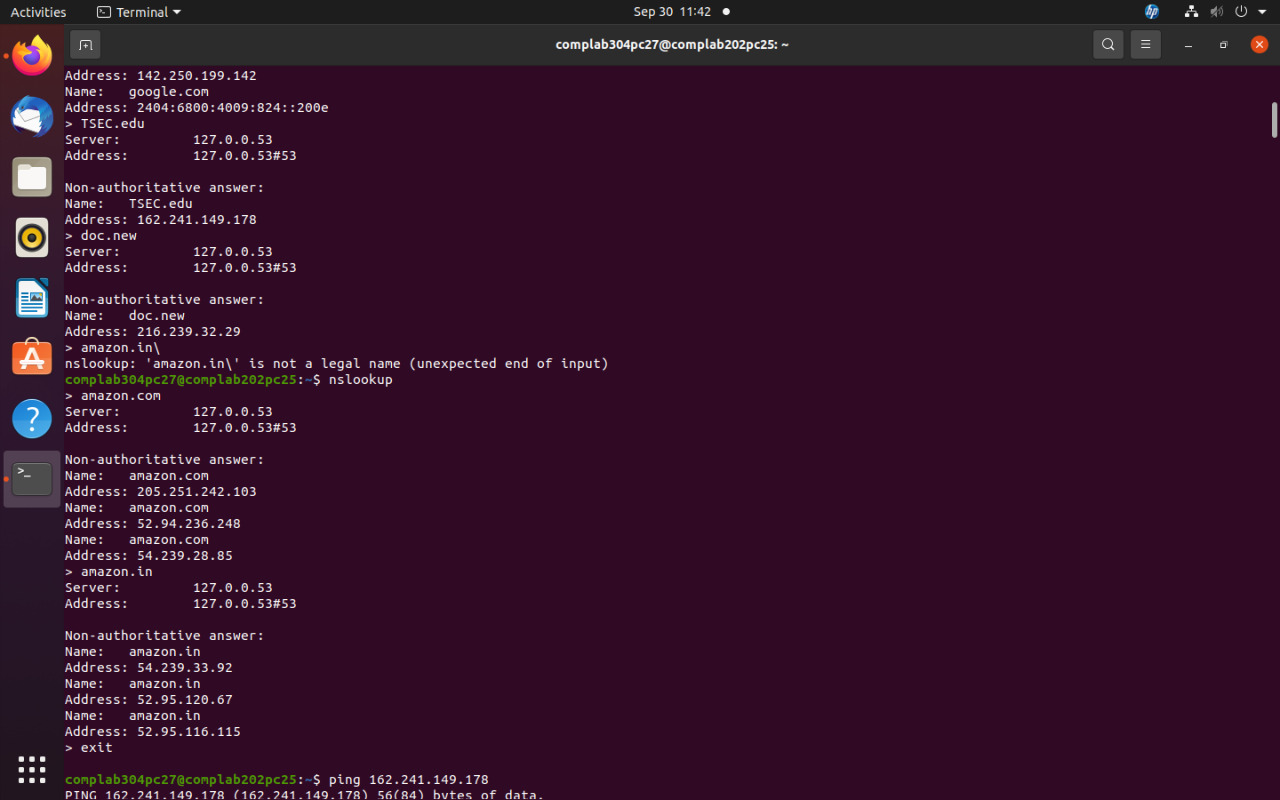 Activities Terminal Sep 30 11:42
complab304pc27@complab202pc25: ~
Address: 142.250.199.142
Name:   google.com
Address: 2404:6800:4009:824::200e
> TSEC.edu
Server:         127.0.0.53
Address:        127.0.0.53#53

Non-authoritative answer:
Name:   TSEC.edu
Address: 162.241.149.178
> doc.new
Server:         127.0.0.53
Address:        127.0.0.53#53

Non-authoritative answer:
Name:   doc.new
Address: 216.239.32.29
> amazon.in\
nslookup: 'amazon.in\' is not a legal name (unexpected end of input)
complab304pc27@complab202pc25:~$ nslookup
> amazon.com
Server:         127.0.0.53
Address:        127.0.0.53#53

Non-authoritative answer:
Name:   amazon.com
Address: 205.251.242.103
Name:   amazon.com
Address: 52.94.236.248
Name:   amazon.com
Address: 54.239.28.85
> amazon.in
Server:         127.0.0.53
Address:        127.0.0.53#53

Non-authoritative answer:
Name:   amazon.in
Address: 54.239.33.92
Name:   amazon.in
Address: 52.95.120.67
Name:   amazon.in
Address: 52.95.116.115
> exit

complab304pc27@complab202pc25:~$ ping 162.241.149.178
PING 162.241.149.178 (162.241.149.178) 56(84) bytes of data.